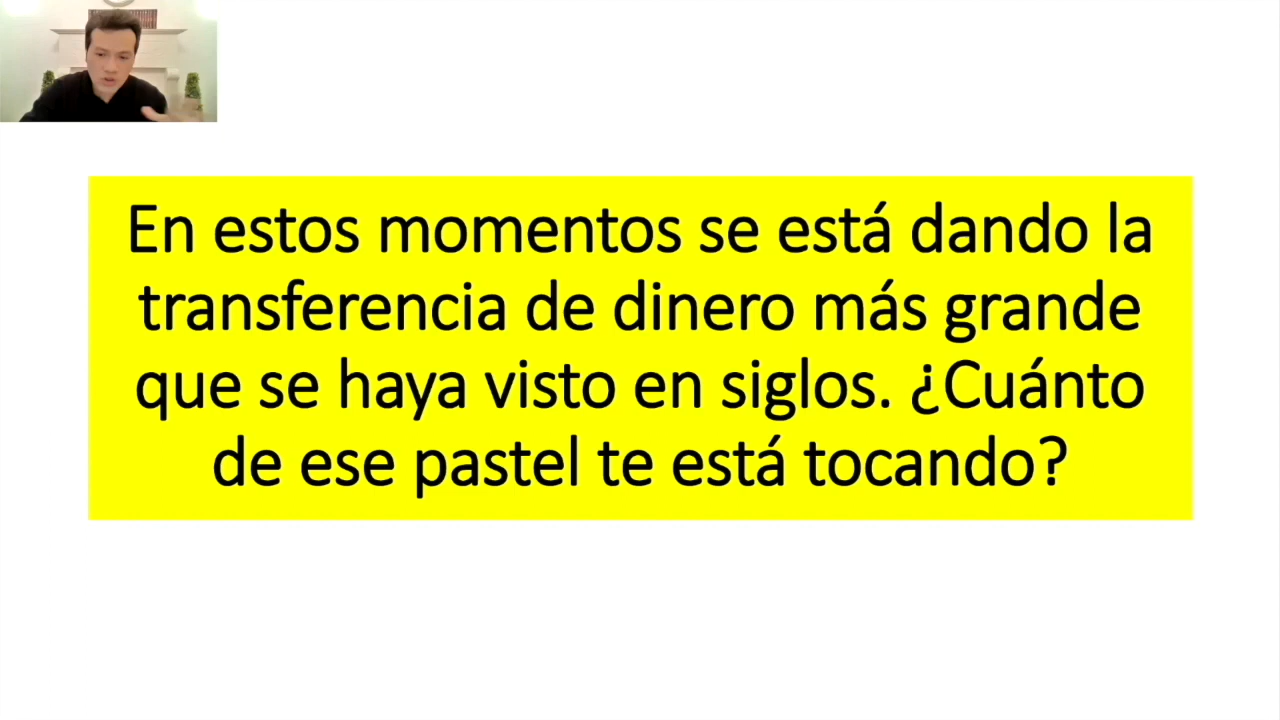 En estos momentos se está dando la
transferencia de dinero más grande
que se haya visto en siglos. ¿Cuánto
de ese pastel te está tocando?